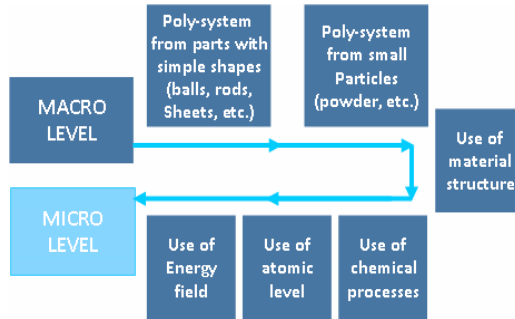 Poly-system
from parts with
simple shapes
(balls, rods,
Sheets, etc.)
Poly-system
from small
Particles
(powder, etc.)
MACRO
LEVEL
Use of
material
structure
MICRO
LEVEL
Use of
Energy
field
Use of
atomic
level
Use of
chemical
processes